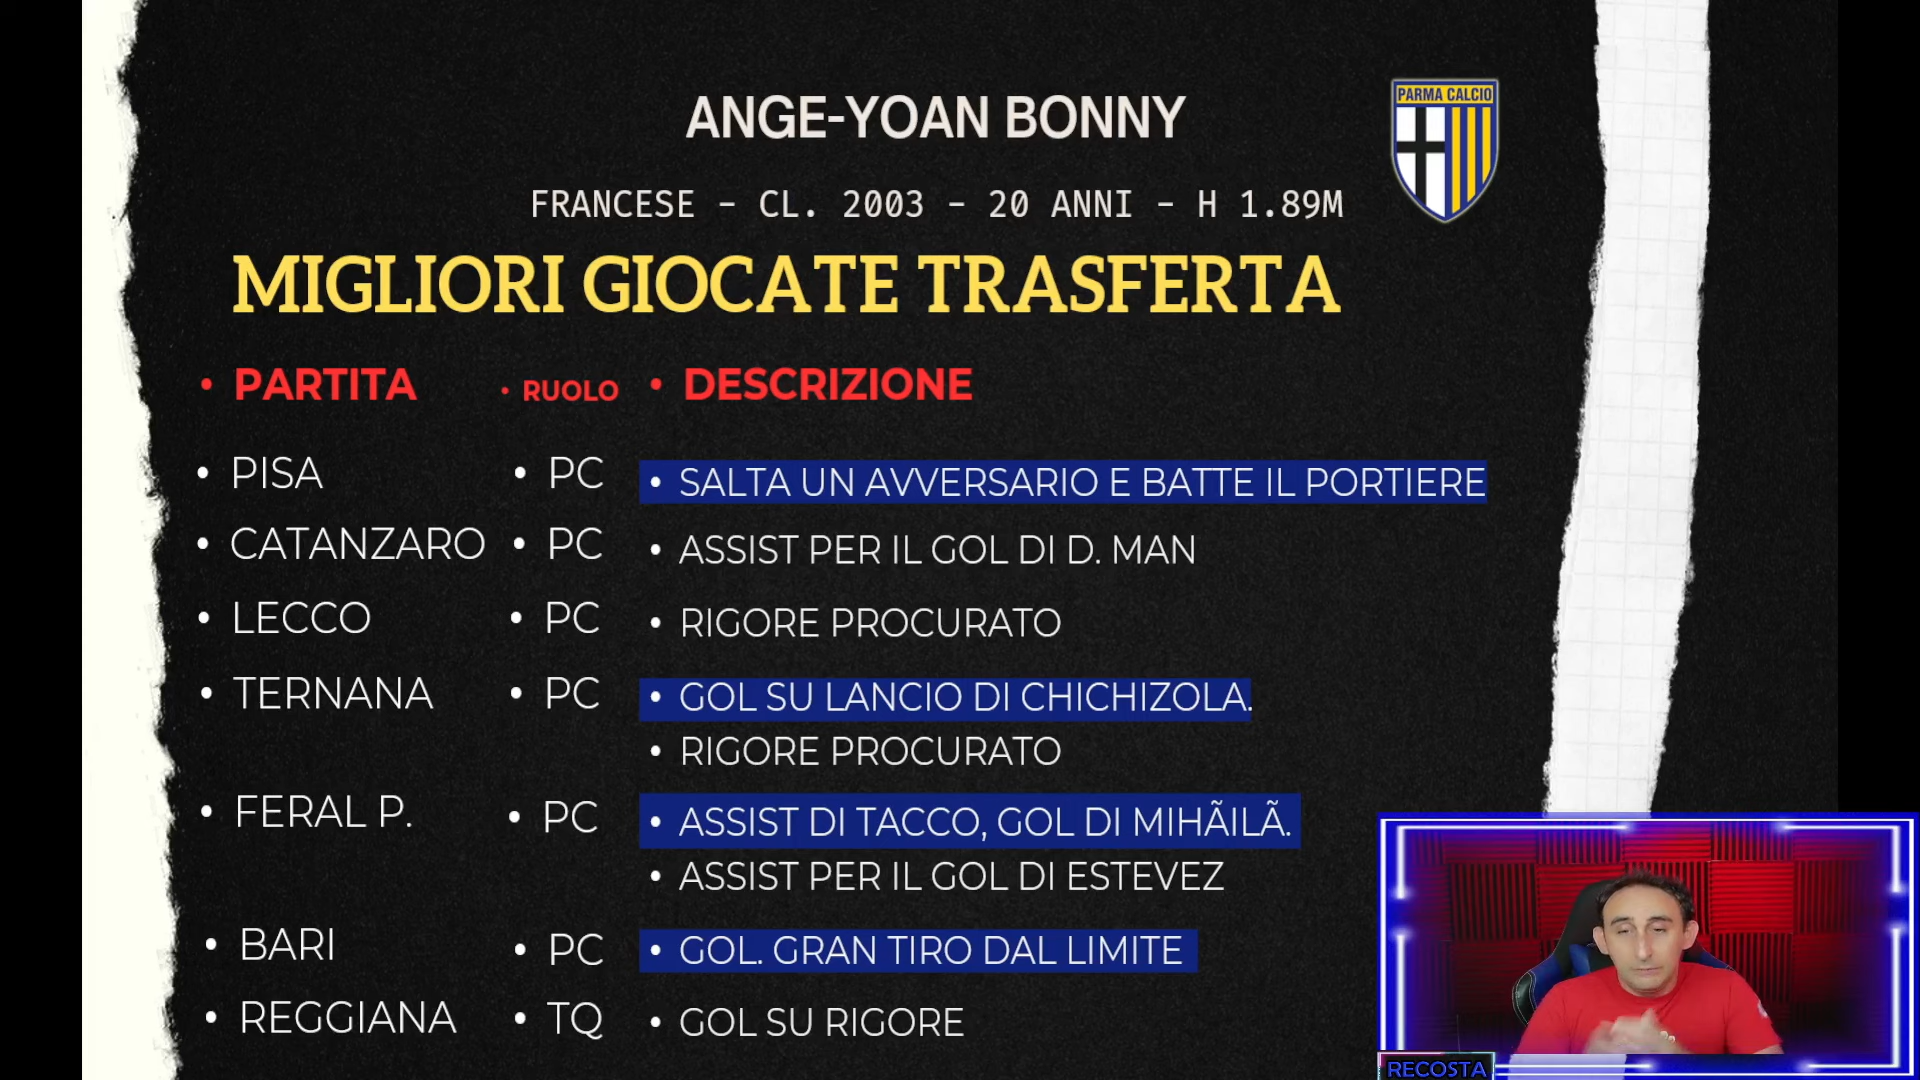 PARMA CALCIO
ANGE-YOAN BONNY
FRANCESE - CL. 2003 - 20 ANNI - H 1.89M
MIGLIORI GIOCATE TRASFERTA
• PARTITA • RUOLO • DESCRIZIONE
• PISA • PC • SALTA UN AVVERSARIO E BATTE IL PORTIERE
• CATANZARO • PC • ASSIST PER IL GOL DI D. MAN
• LECCO • PC • RIGORE PROCURATO
• TERNANA • PC • GOL SU LANCIO DI CHICHIZOLA.
• RIGORE PROCURATO
• FERAL P. • PC • ASSIST DI TACCO, GOL DI MIHÃILÃ.
• ASSIST PER IL GOL DI ESTEVEZ
• BARI • PC • GOL. GRAN TIRO DAL LIMITE
• REGGIANA • TQ • GOL SU RIGORE
RECOSTA